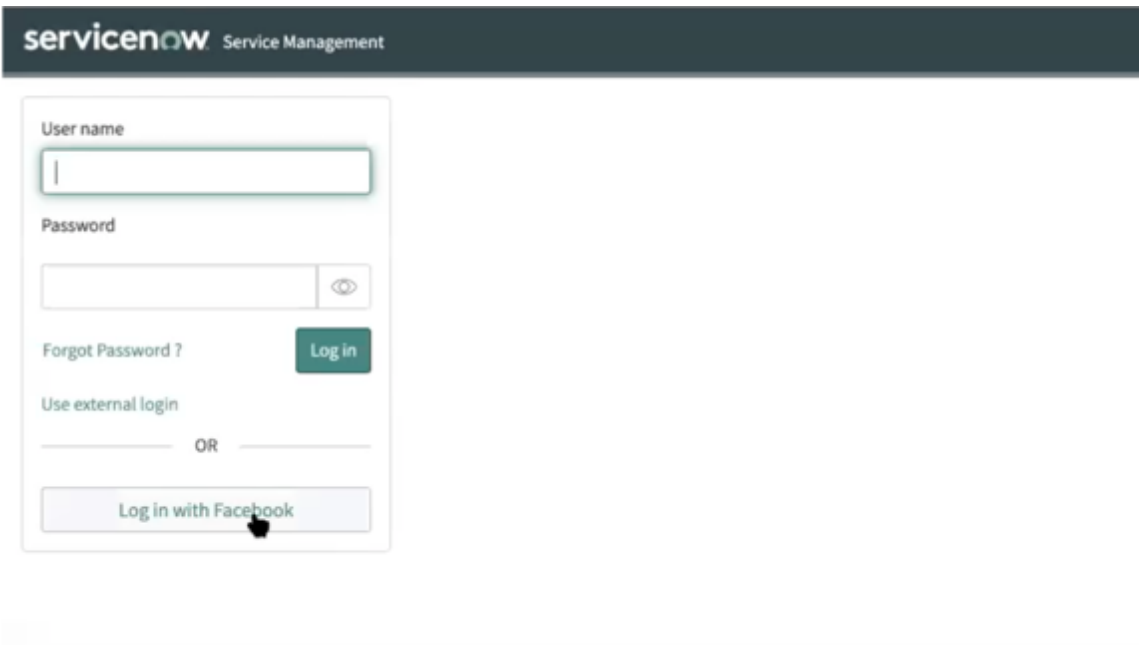 servicenow Service Management
User name
Password
Forgot Password ?
Log in
Use external login
OR
Log in with Facebook